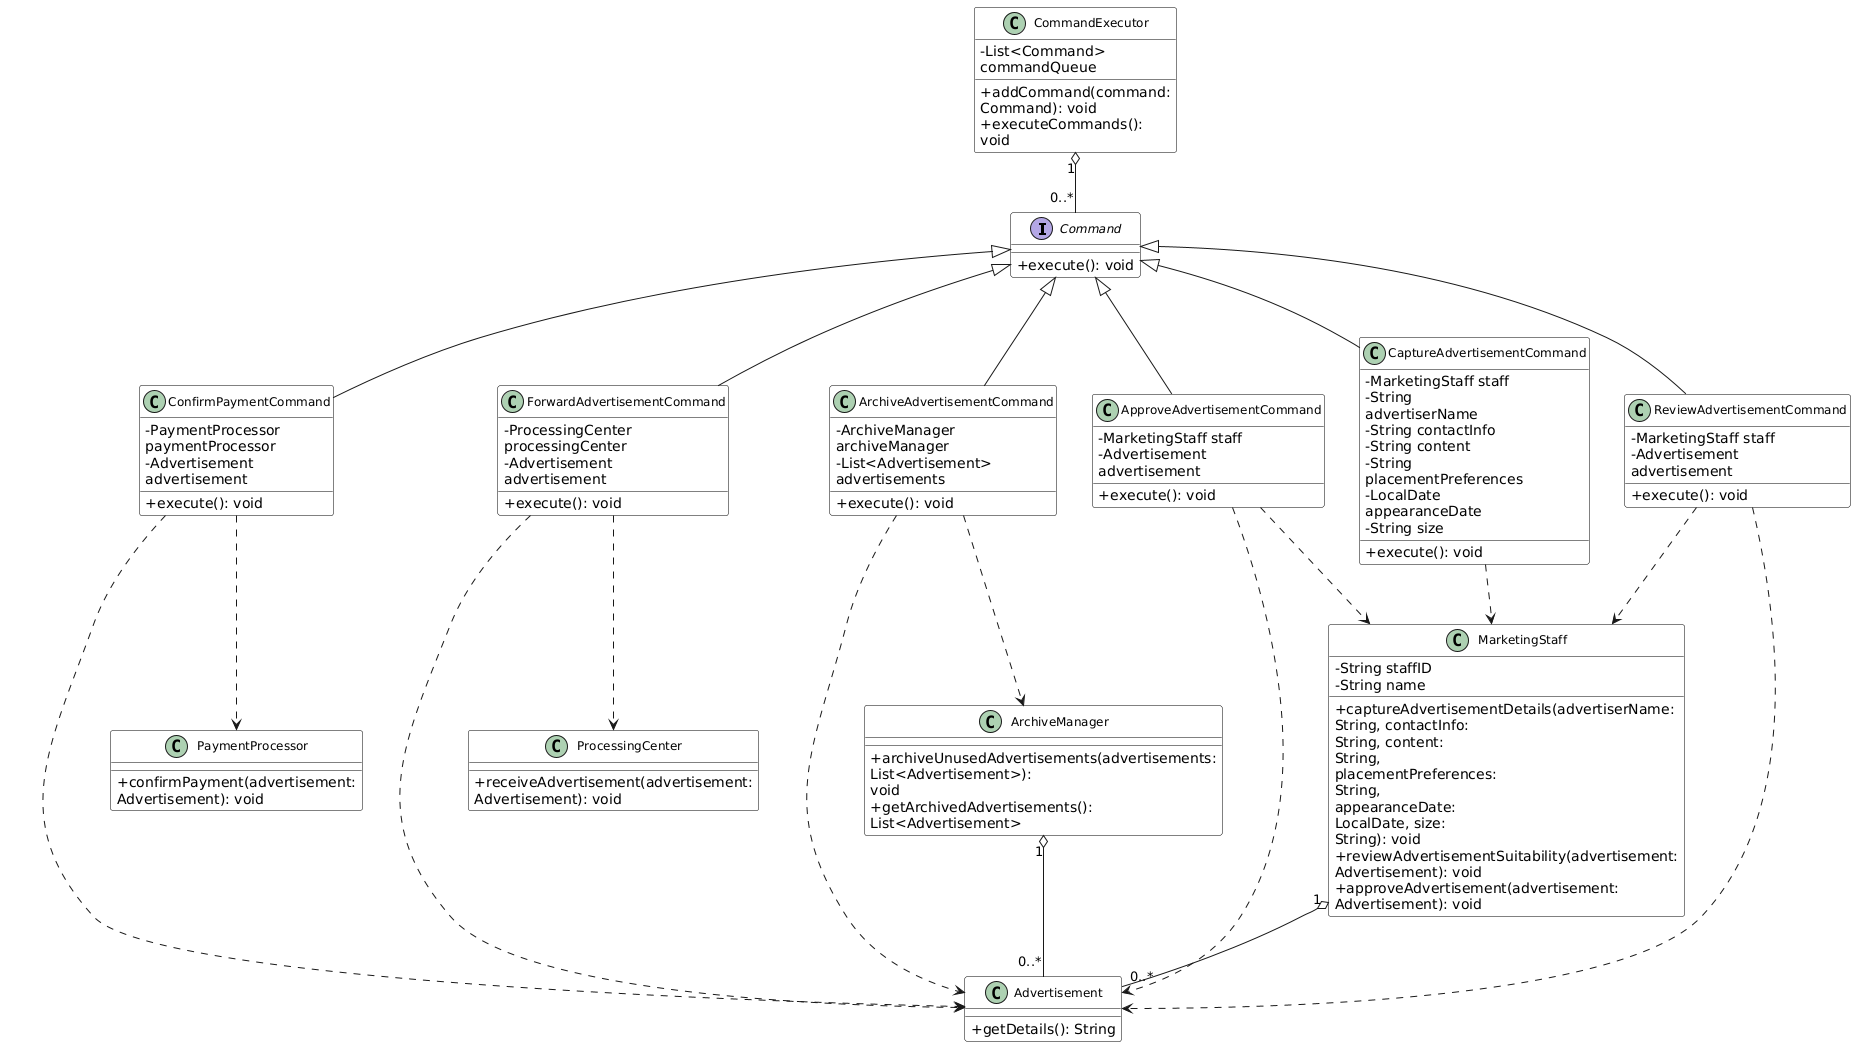 C CommandExecutor
-List<Command>
commandQueue
+addCommand(command:
Command): void
+executeCommands():
void
1
0..*
I Command
+execute(): void
C ConfirmPaymentCommand
-PaymentProcessor
paymentProcessor
-Advertisement
advertisement
+execute(): void
C ForwardAdvertisementCommand
-ProcessingCenter
processingCenter
-Advertisement
advertisement
+execute(): void
C ArchiveAdvertisementCommand
-ArchiveManager
archiveManager
-List<Advertisement>
advertisements
+execute(): void
C ApproveAdvertisementCommand
-MarketingStaff staff
-Advertisement
advertisement
+execute(): void
C CaptureAdvertisementCommand
-MarketingStaff staff
-String
advertiserName
-String contactInfo
-String content
-String
placementPreferences
-LocalDate
appearanceDate
-String size
+execute(): void
C ReviewAdvertisementCommand
-MarketingStaff staff
-Advertisement
advertisement
+execute(): void
C PaymentProcessor
+confirmPayment(advertisement:
Advertisement): void
C ProcessingCenter
+receiveAdvertisement(advertisement:
Advertisement): void
C ArchiveManager
+archiveUnusedAdvertisements(advertisements:
List<Advertisement>):
void
+getArchivedAdvertisements():
List<Advertisement>
C MarketingStaff
-String staffID
-String name
+captureAdvertisementDetails(advertiserName:
String, contactInfo:
String, content:
String,
placementPreferences:
String,
appearanceDate:
LocalDate, size:
String): void
+reviewAdvertisementSuitability(advertisement:
Advertisement): void
+approveAdvertisement(advertisement:
Advertisement): void
1
1
0..*
0..*
C Advertisement
+getDetails(): String